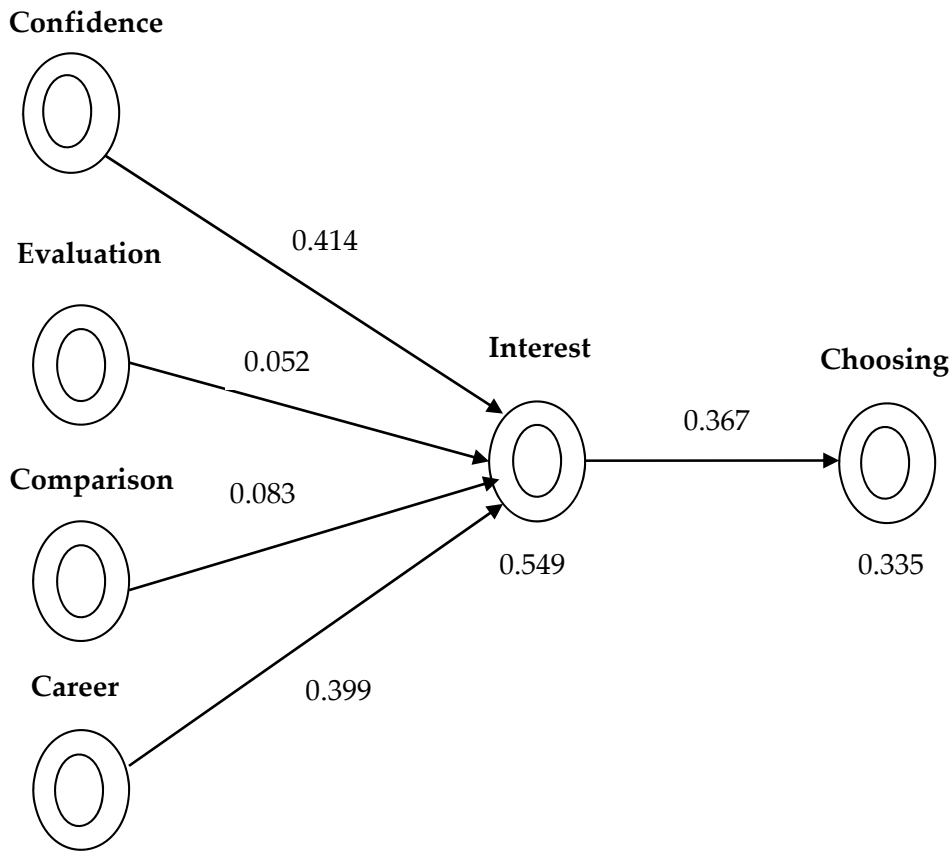 Confidence
0.414
Evaluation
0.052
Interest
Choosing
0.367
Comparison
0.083
0.549
0.335
Career
0.399